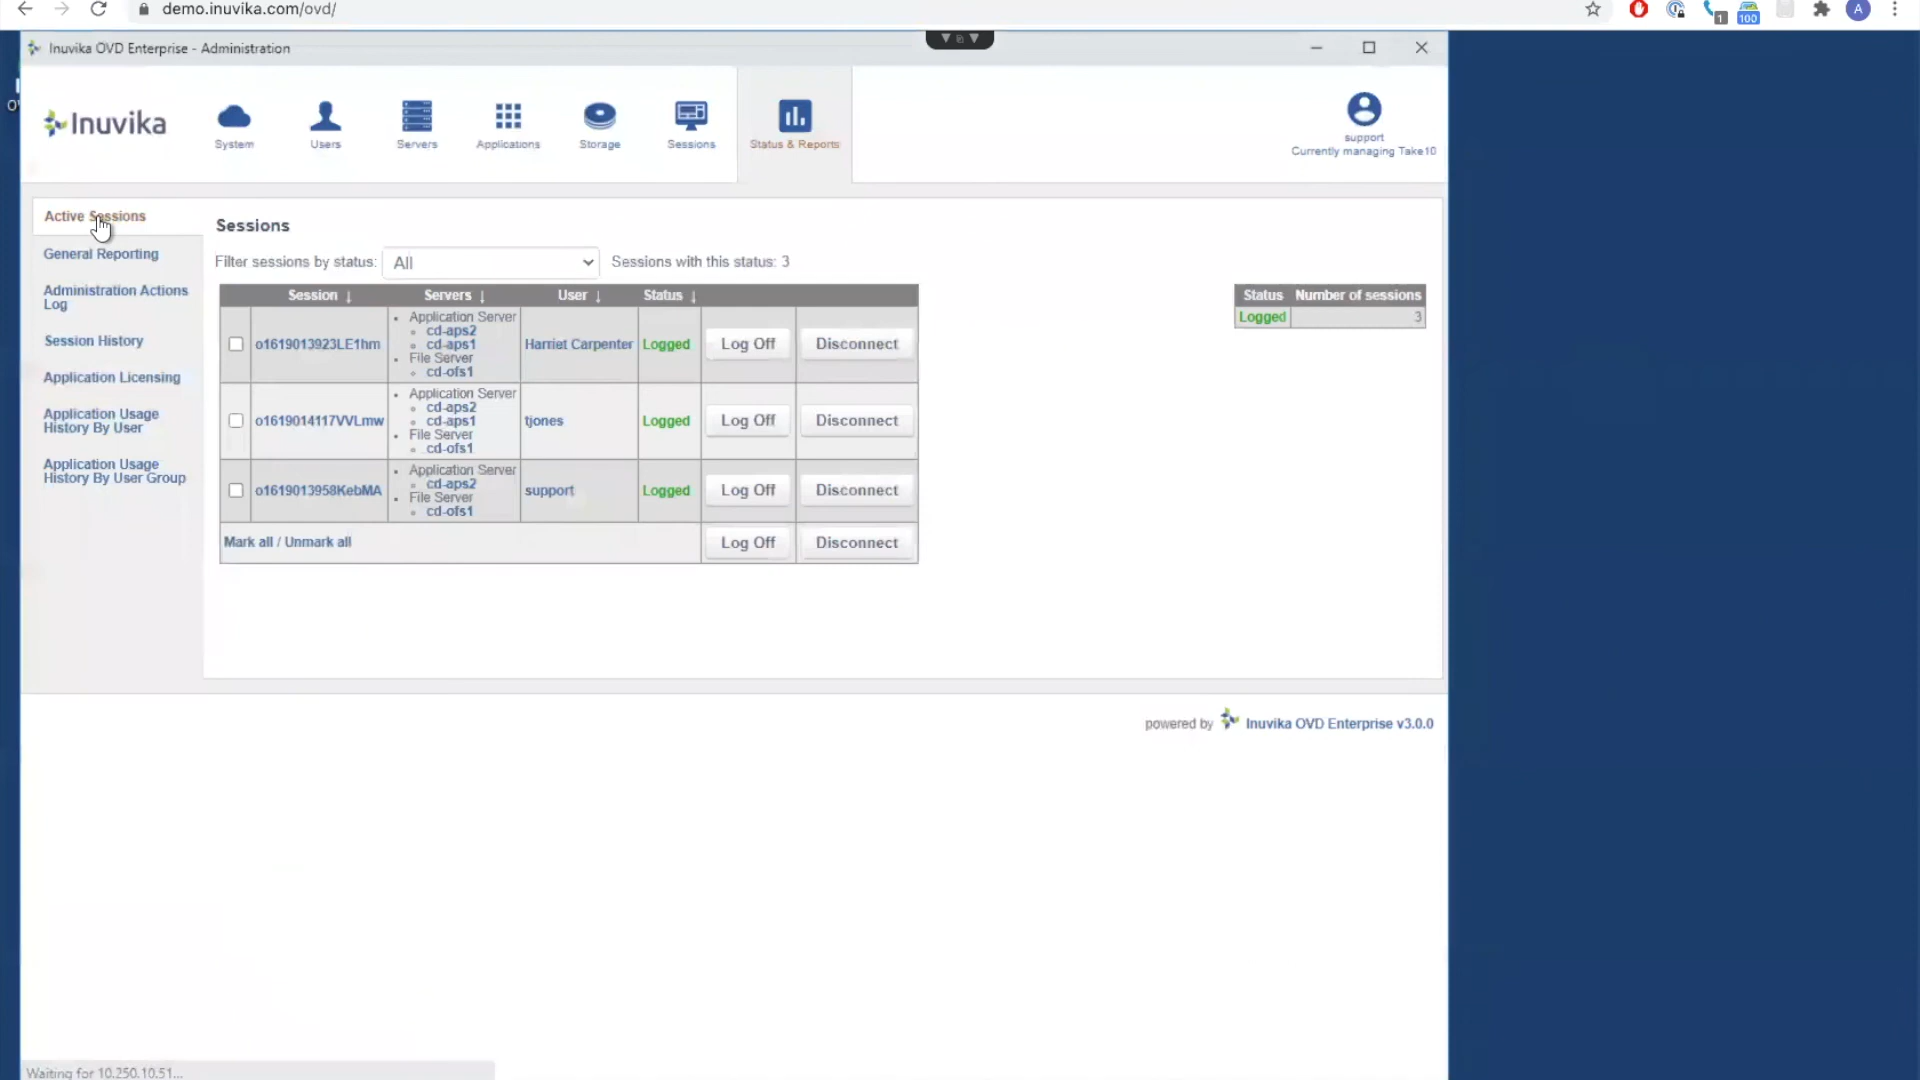 demo.inuvika.com/ovd/
1
100
A
Inuvika OVD Enterprise - Administration
Inuvika
System
Users
Servers
Applications
Storage
Sessions
Status & Reports
support
Currently managing Take10
Active Sessions
General Reporting
Administration Actions
Log
Session History
Application Licensing
Application Usage
History By User
Application Usage
History By User Group
Sessions
Filter sessions by status: All Sessions with this status: 3
Session ↓ Servers ↓ User ↓ Status ↓
Application Server
cd-aps2
cd-aps1
File Server
cd-ofs1
o1619013923LE1hm
Harriet Carpenter
Logged
Log Off
Disconnect
Application Server
cd-aps2
cd-aps1
File Server
cd-ofs1
o1619014117VVLmw
tjones
Logged
Log Off
Disconnect
Application Server
cd-aps2
File Server
cd-ofs1
o1619013958KebMA
support
Logged
Log Off
Disconnect
Mark all / Unmark all
Log Off
Disconnect
Status Number of sessions
Logged 3
powered by Inuvika OVD Enterprise v3.0.0
Waiting for 10.250.10.51...